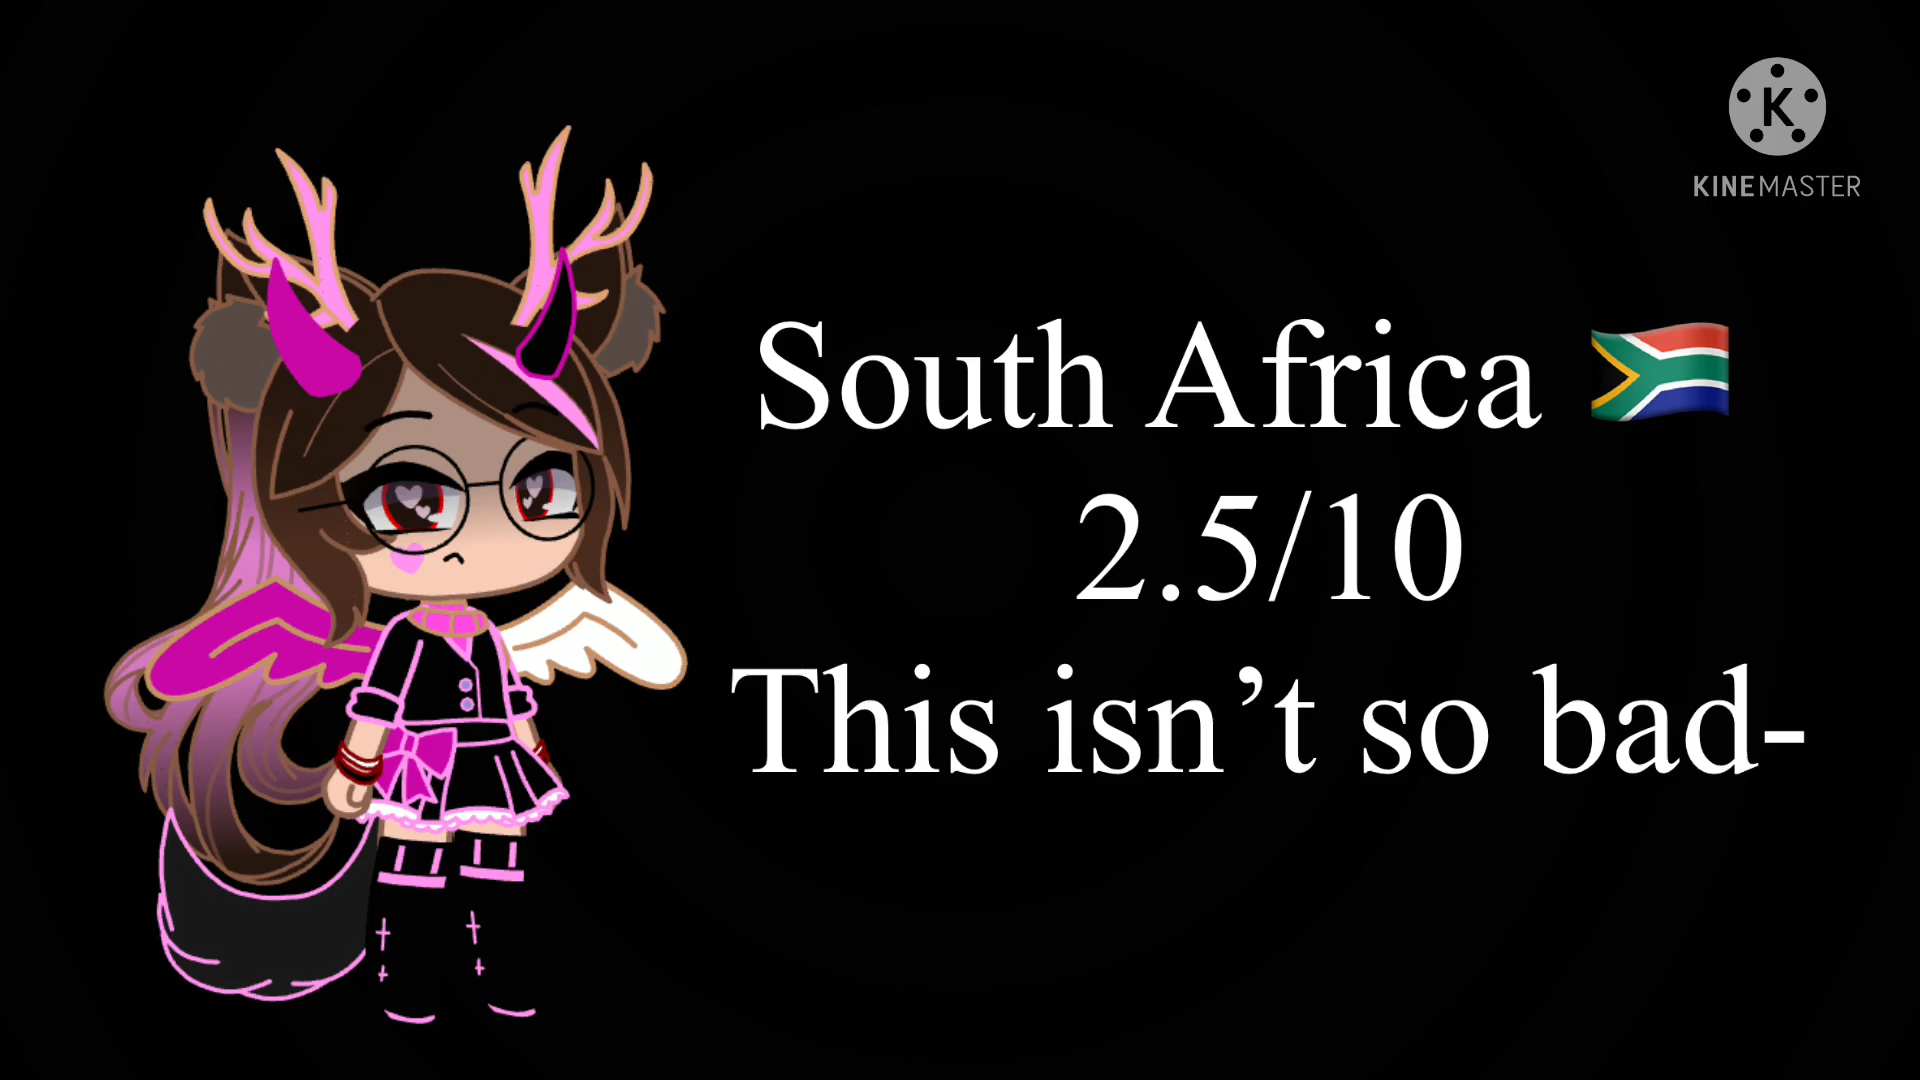 K
KINEMASTER
South Africa 🇿🇦
2.5/10
This isn’t so bad-